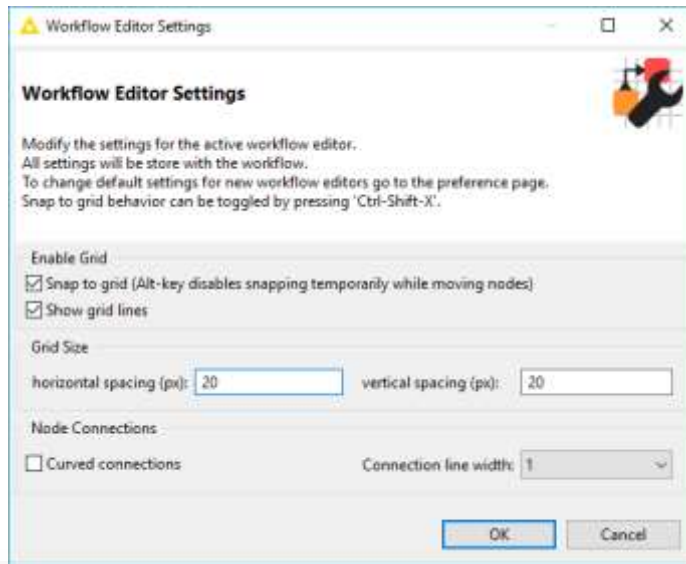 Workflow Editor Settings
Workflow Editor Settings
Modify the settings for the active workflow editor.
All settings will be store with the workflow.
To change default settings for new workflow editors go to the preference page.
Snap to grid behavior can be toggled by pressing 'Ctrl-Shift-X'.
Enable Grid
Snap to grid (Alt-key disables snapping temporarily while moving nodes)
Show grid lines
Grid Size
horizontal spacing (px): 20 vertical spacing (px): 20
Node Connections
Curved connections Connection line width: 1
OK Cancel